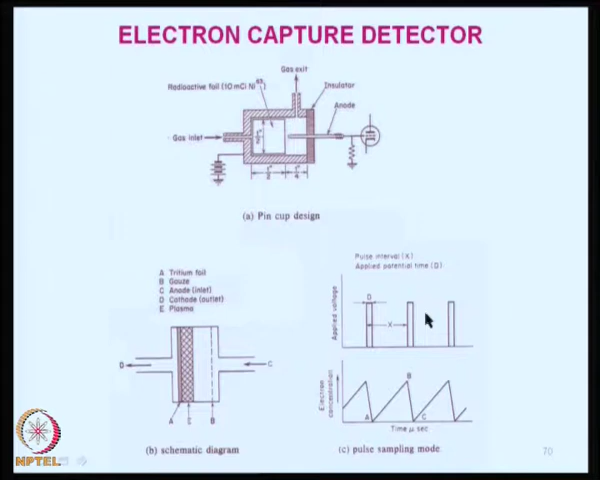 ELECTRON CAPTURE DETECTOR
Gas exit
Radioactive foil (10 mCi Ni63)
Insulator
Anode
Gas inlet
(a) Pin cup design
Pulse interval (X)
Applied potential time (D)
A Tritium foil
B Gauze
C Anode (inlet)
D Cathode (outlet)
E Plasma
Applied voltage
D
X
D
C
A
E
B
Electron concentration
A
B
C
Time μ sec
(b) schematic diagram
(c) pulse sampling mode
NPTEL
70